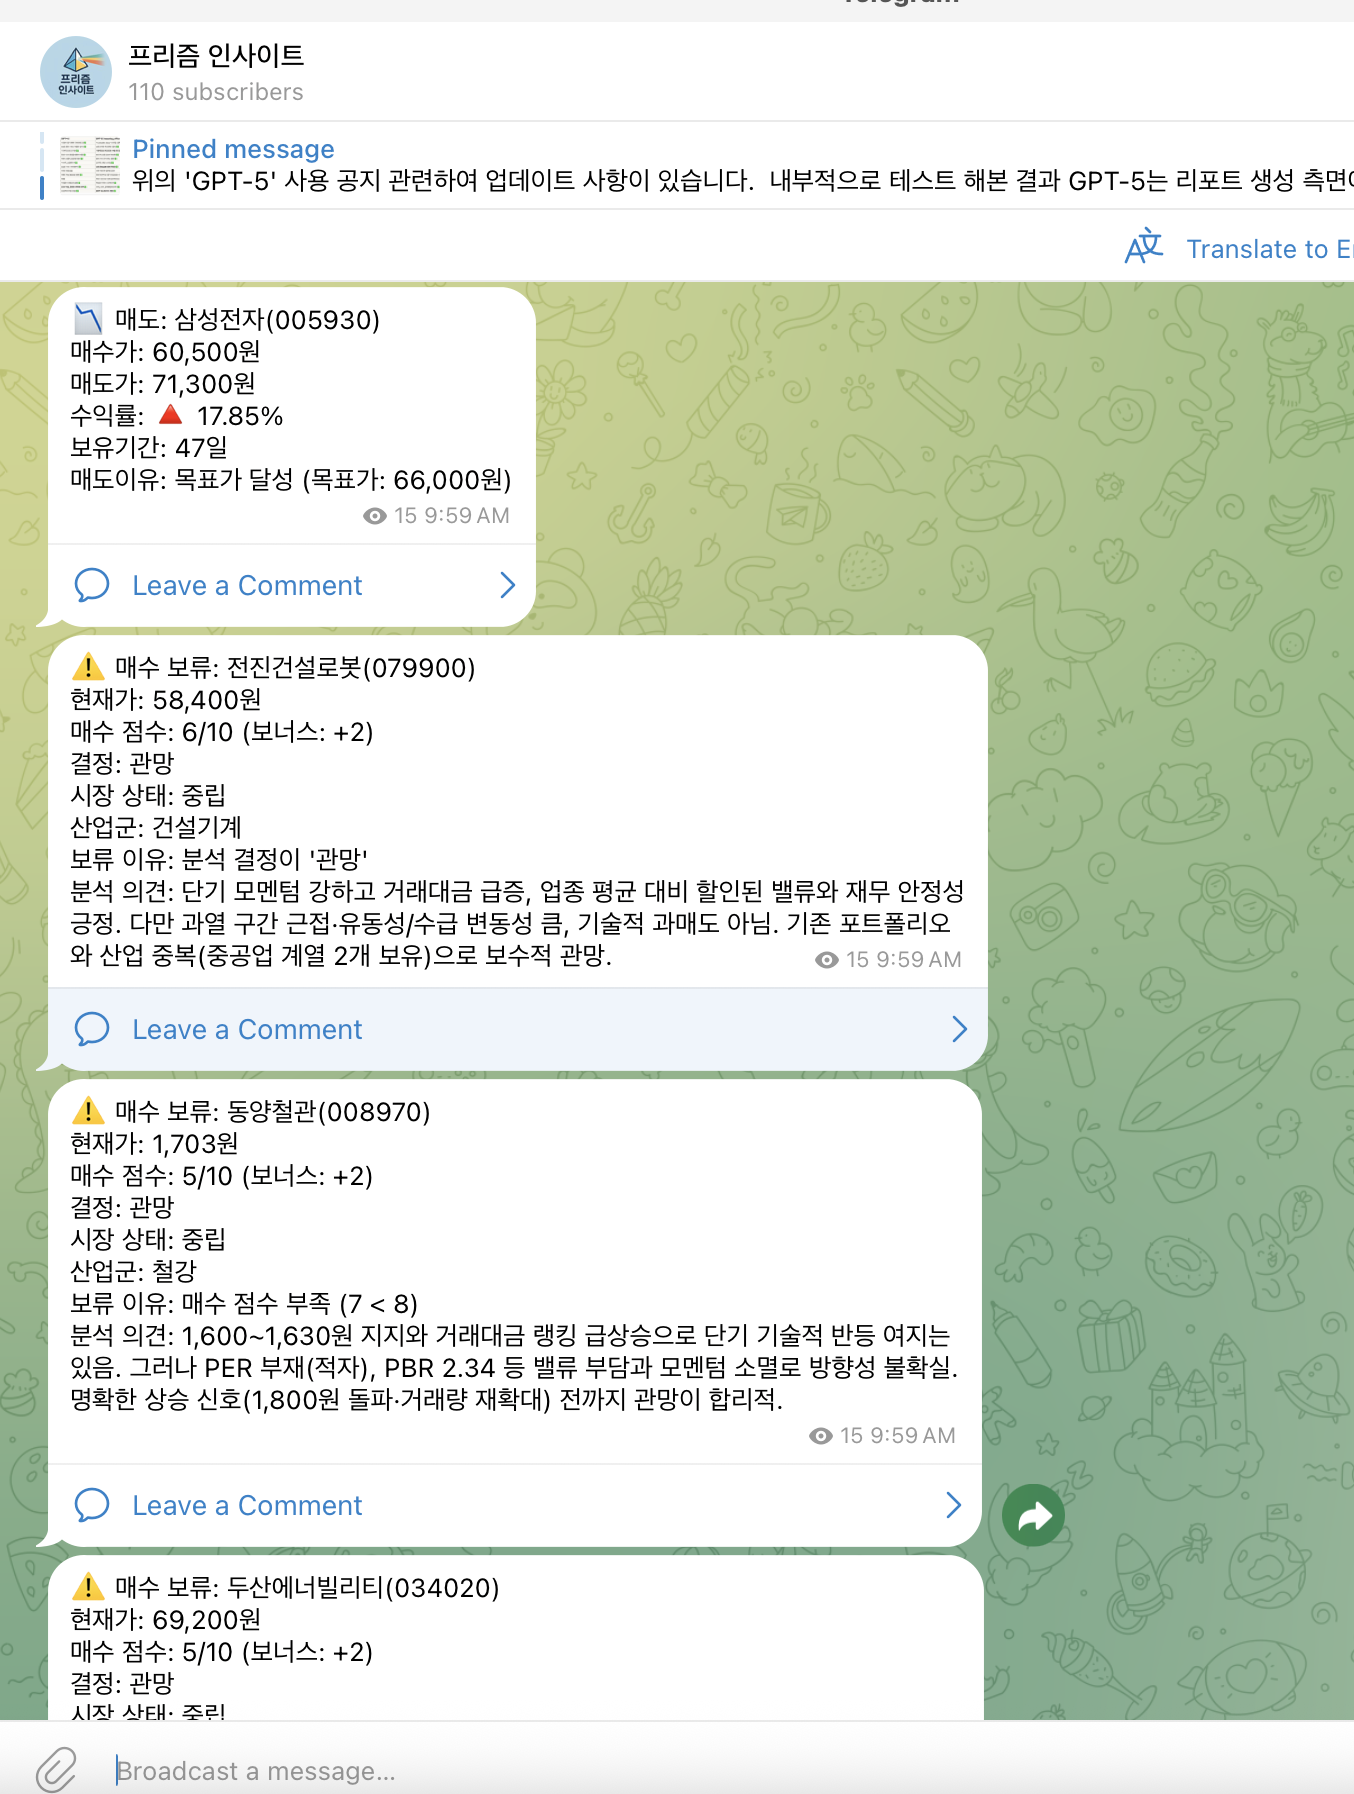 프리즘 인사이트
110 subscribers
프리즘
인사이트
Pinned message
위의 'GPT-5' 사용 공지 관련하여 업데이트 사항이 있습니다. 내부적으로 테스트 해본 결과 GPT-5는 리포트 생성 측면
Translate to
매도: 삼성전자(005930)
매수가: 60,500원
매도가: 71,300원
수익률: 🔺 17.85%
보유기간: 47일
매도이유: 목표가 달성 (목표가: 66,000원)
15 9:59 AM
Leave a Comment
매수 보류: 전진건설로봇(079900)
현재가: 58,400원
매수 점수: 6/10 (보너스: +2)
결정: 관망
시장 상태: 중립
산업군: 건설기계
보류 이유: 분석 결정이 '관망'
분석 의견: 단기 모멘텀 강하고 거래대금 급증, 업종 평균 대비 할인된 밸류와 재무 안정성
긍정. 다만 과열 구간 근접·유동성/수급 변동성 큼, 기술적 과매도 아님. 기존 포트폴리오
와 산업 중복(중공업 계열 2개 보유)으로 보수적 관망.
15 9:59 AM
Leave a Comment
매수 보류: 동양철관(008970)
현재가: 1,703원
매수 점수: 5/10 (보너스: +2)
결정: 관망
시장 상태: 중립
산업군: 철강
보류 이유: 매수 점수 부족 (7 < 8)
분석 의견: 1,600~1,630원 지지와 거래대금 랭킹 급상승으로 단기 기술적 반등 여지는
있음. 그러나 PER 부재(적자), PBR 2.34 등 밸류 부담과 모멘텀 소멸로 방향성 불확실.
명확한 상승 신호(1,800원 돌파·거래량 재확대) 전까지 관망이 합리적.
15 9:59 AM
Leave a Comment
매수 보류: 두산에너빌리티(034020)
현재가: 69,200원
매수 점수: 5/10 (보너스: +2)
결정: 관망
시장 상태: 중립
Broadcast a message...